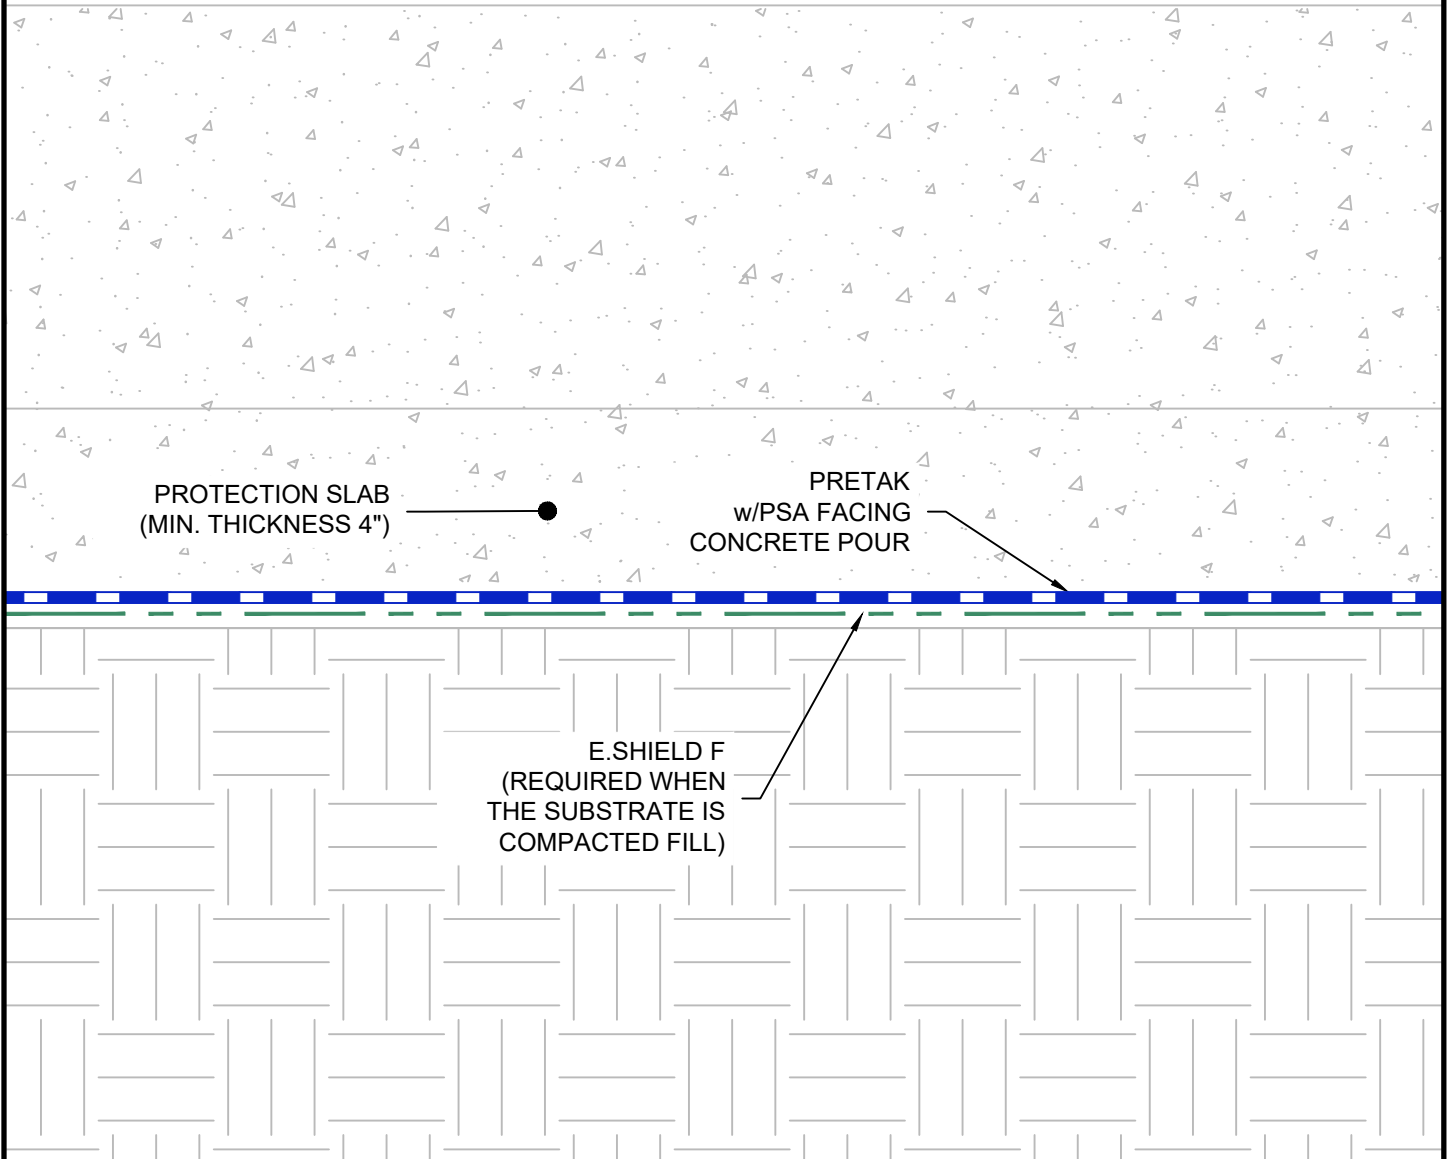 PROTECTION SLAB
(MIN. THICKNESS 4")
PRETAK
w/PSA FACING
CONCRETE POUR
E.SHIELD F
(REQUIRED WHEN
THE SUBSTRATE IS
COMPACTED FILL)